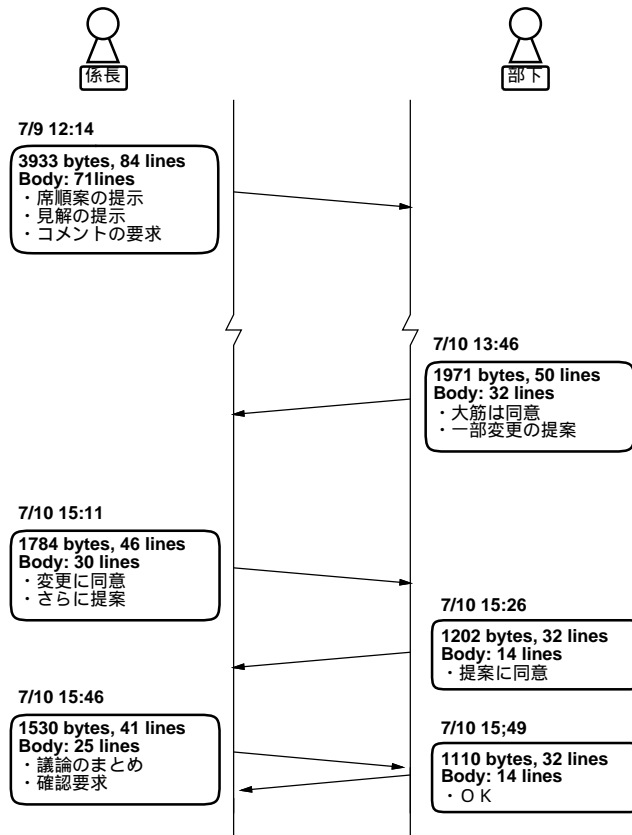 係長
部下
7/9 12:14
3933 bytes, 84 lines
Body: 71lines
・席順案の提示
・見解の提示
・コメントの要求
7/10 13:46
1971 bytes, 50 lines
Body: 32 lines
・大筋は同意
・一部変更の提案
7/10 15:11
1784 bytes, 46 lines
Body: 30 lines
・変更に同意
・さらに提案
7/10 15:26
1202 bytes, 32 lines
Body: 14 lines
・提案に同意
7/10 15:46
1530 bytes, 41 lines
Body: 25 lines
・議論のまとめ
・確認要求
7/10 15;49
1110 bytes, 32 lines
Body: 14 lines
・ＯＫ